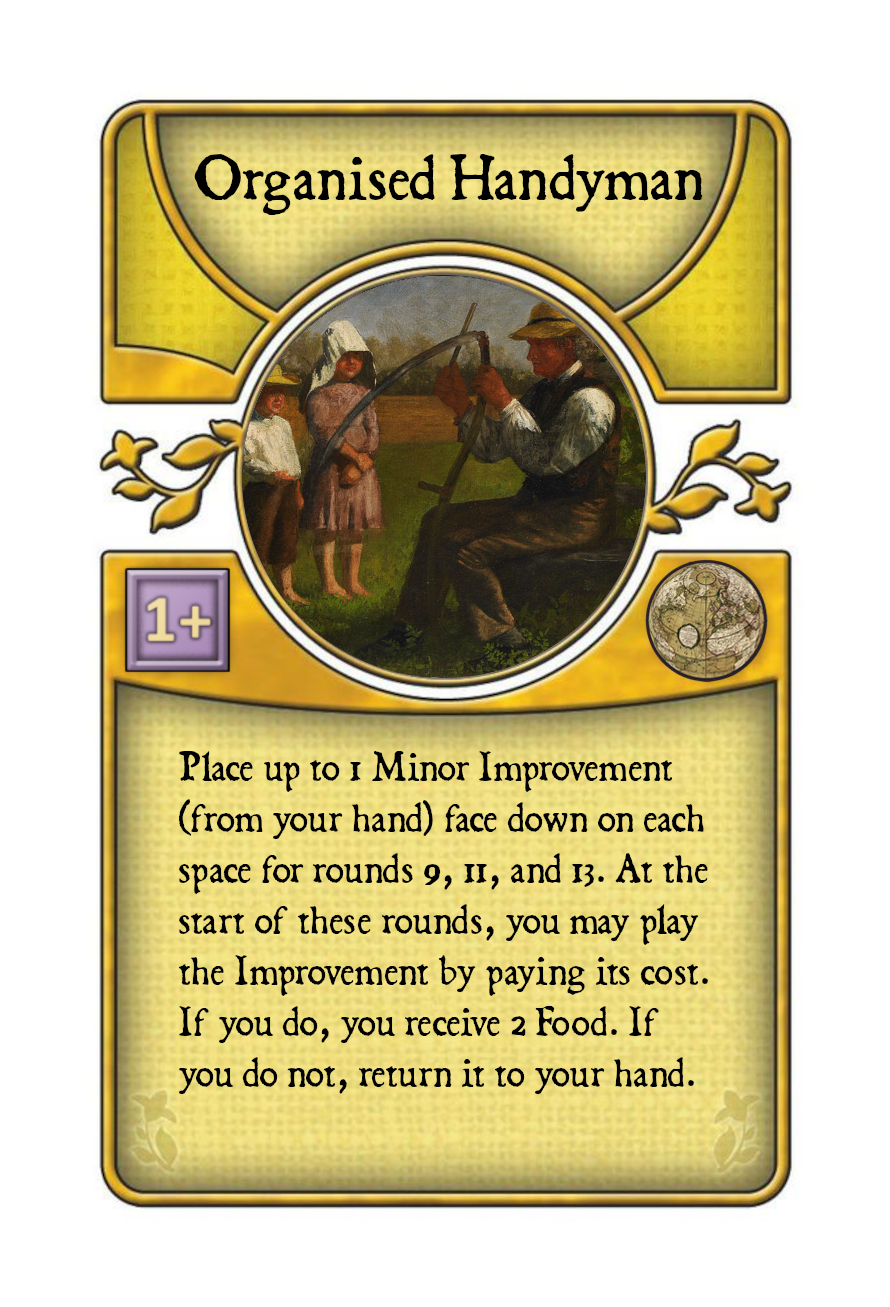 Organised Handyman
1+
Place up to 1 Minor Improvement
(from your hand) face down on each
space for rounds 9, 11, and 13. At the
start of these rounds, you may play
the Improvement by paying its cost.
If you do, you receive 2 Food. If
you do not, return it to your hand.